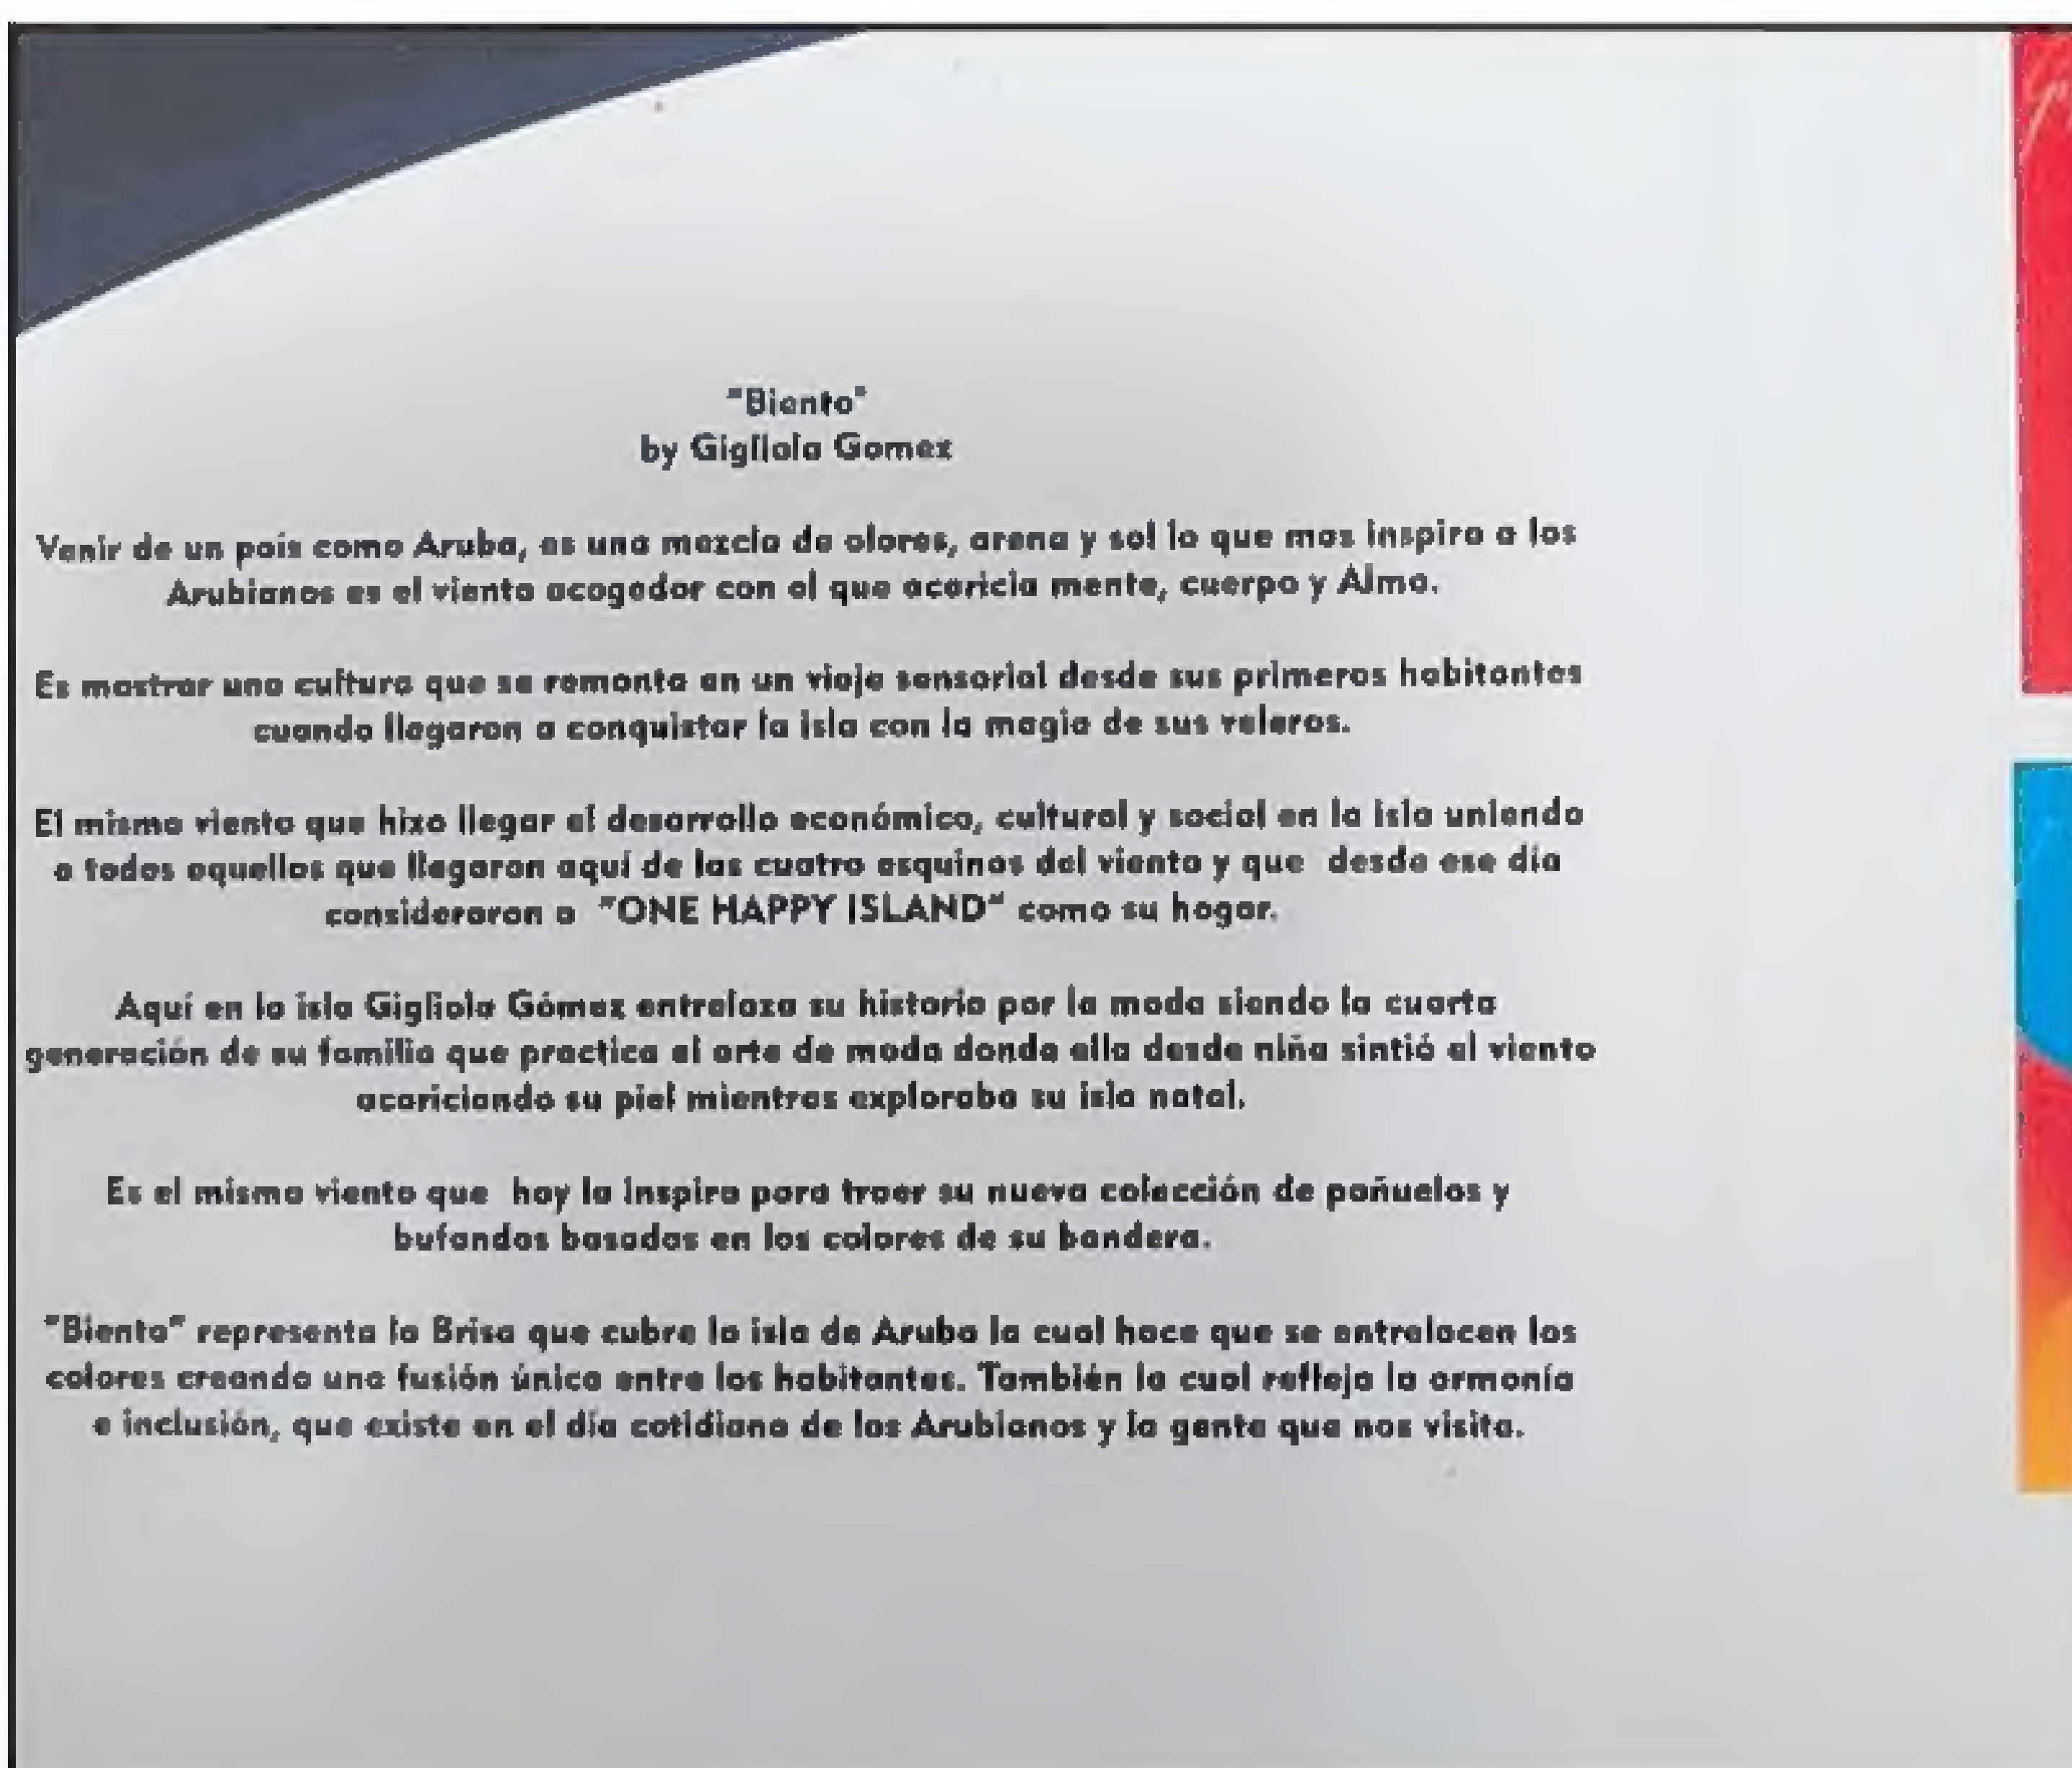 "Biento"
by Gigliola Gomez
Venir de un país como Aruba, es una mezcla de olores, arena y sol lo que mas inspira a los
Arubianos es el viento acogedor con el que acaricia mente, cuerpo y Alma.
Es mostrar una cultura que se remonta en un viaje sensorial desde sus primeros habitantes
cuando llegaron a conquistar la isla con la magia de sus veleros.
El mismo viento que hizo llegar el desarrollo económico, cultural y social en la isla uniendo
a todos aquellos que llegaron aquí de las cuatro esquinas del viento y que desde ese día
consideraron a "ONE HAPPY ISLAND" como su hogar.
Aquí en la isla Gigliola Gómez entrelaza su historia por la moda siendo la cuarta
generación de su familia que practica el arte de moda donde ella desde niña sintió el viento
acariciando su piel mientras exploraba su isla natal.
Es el mismo viento que hoy la inspira para traer su nueva colección de pañuelos y
bufandas basadas en los colores de su bandera.
"Biento" representa la Brisa que cubre la isla de Aruba la cual hace que se entrelacen los
colores creando una fusión única entre los habitantes. También la cual refleja la armonía
e inclusión, que existe en el día cotidiano de los Arubianos y la gente que nos visita.